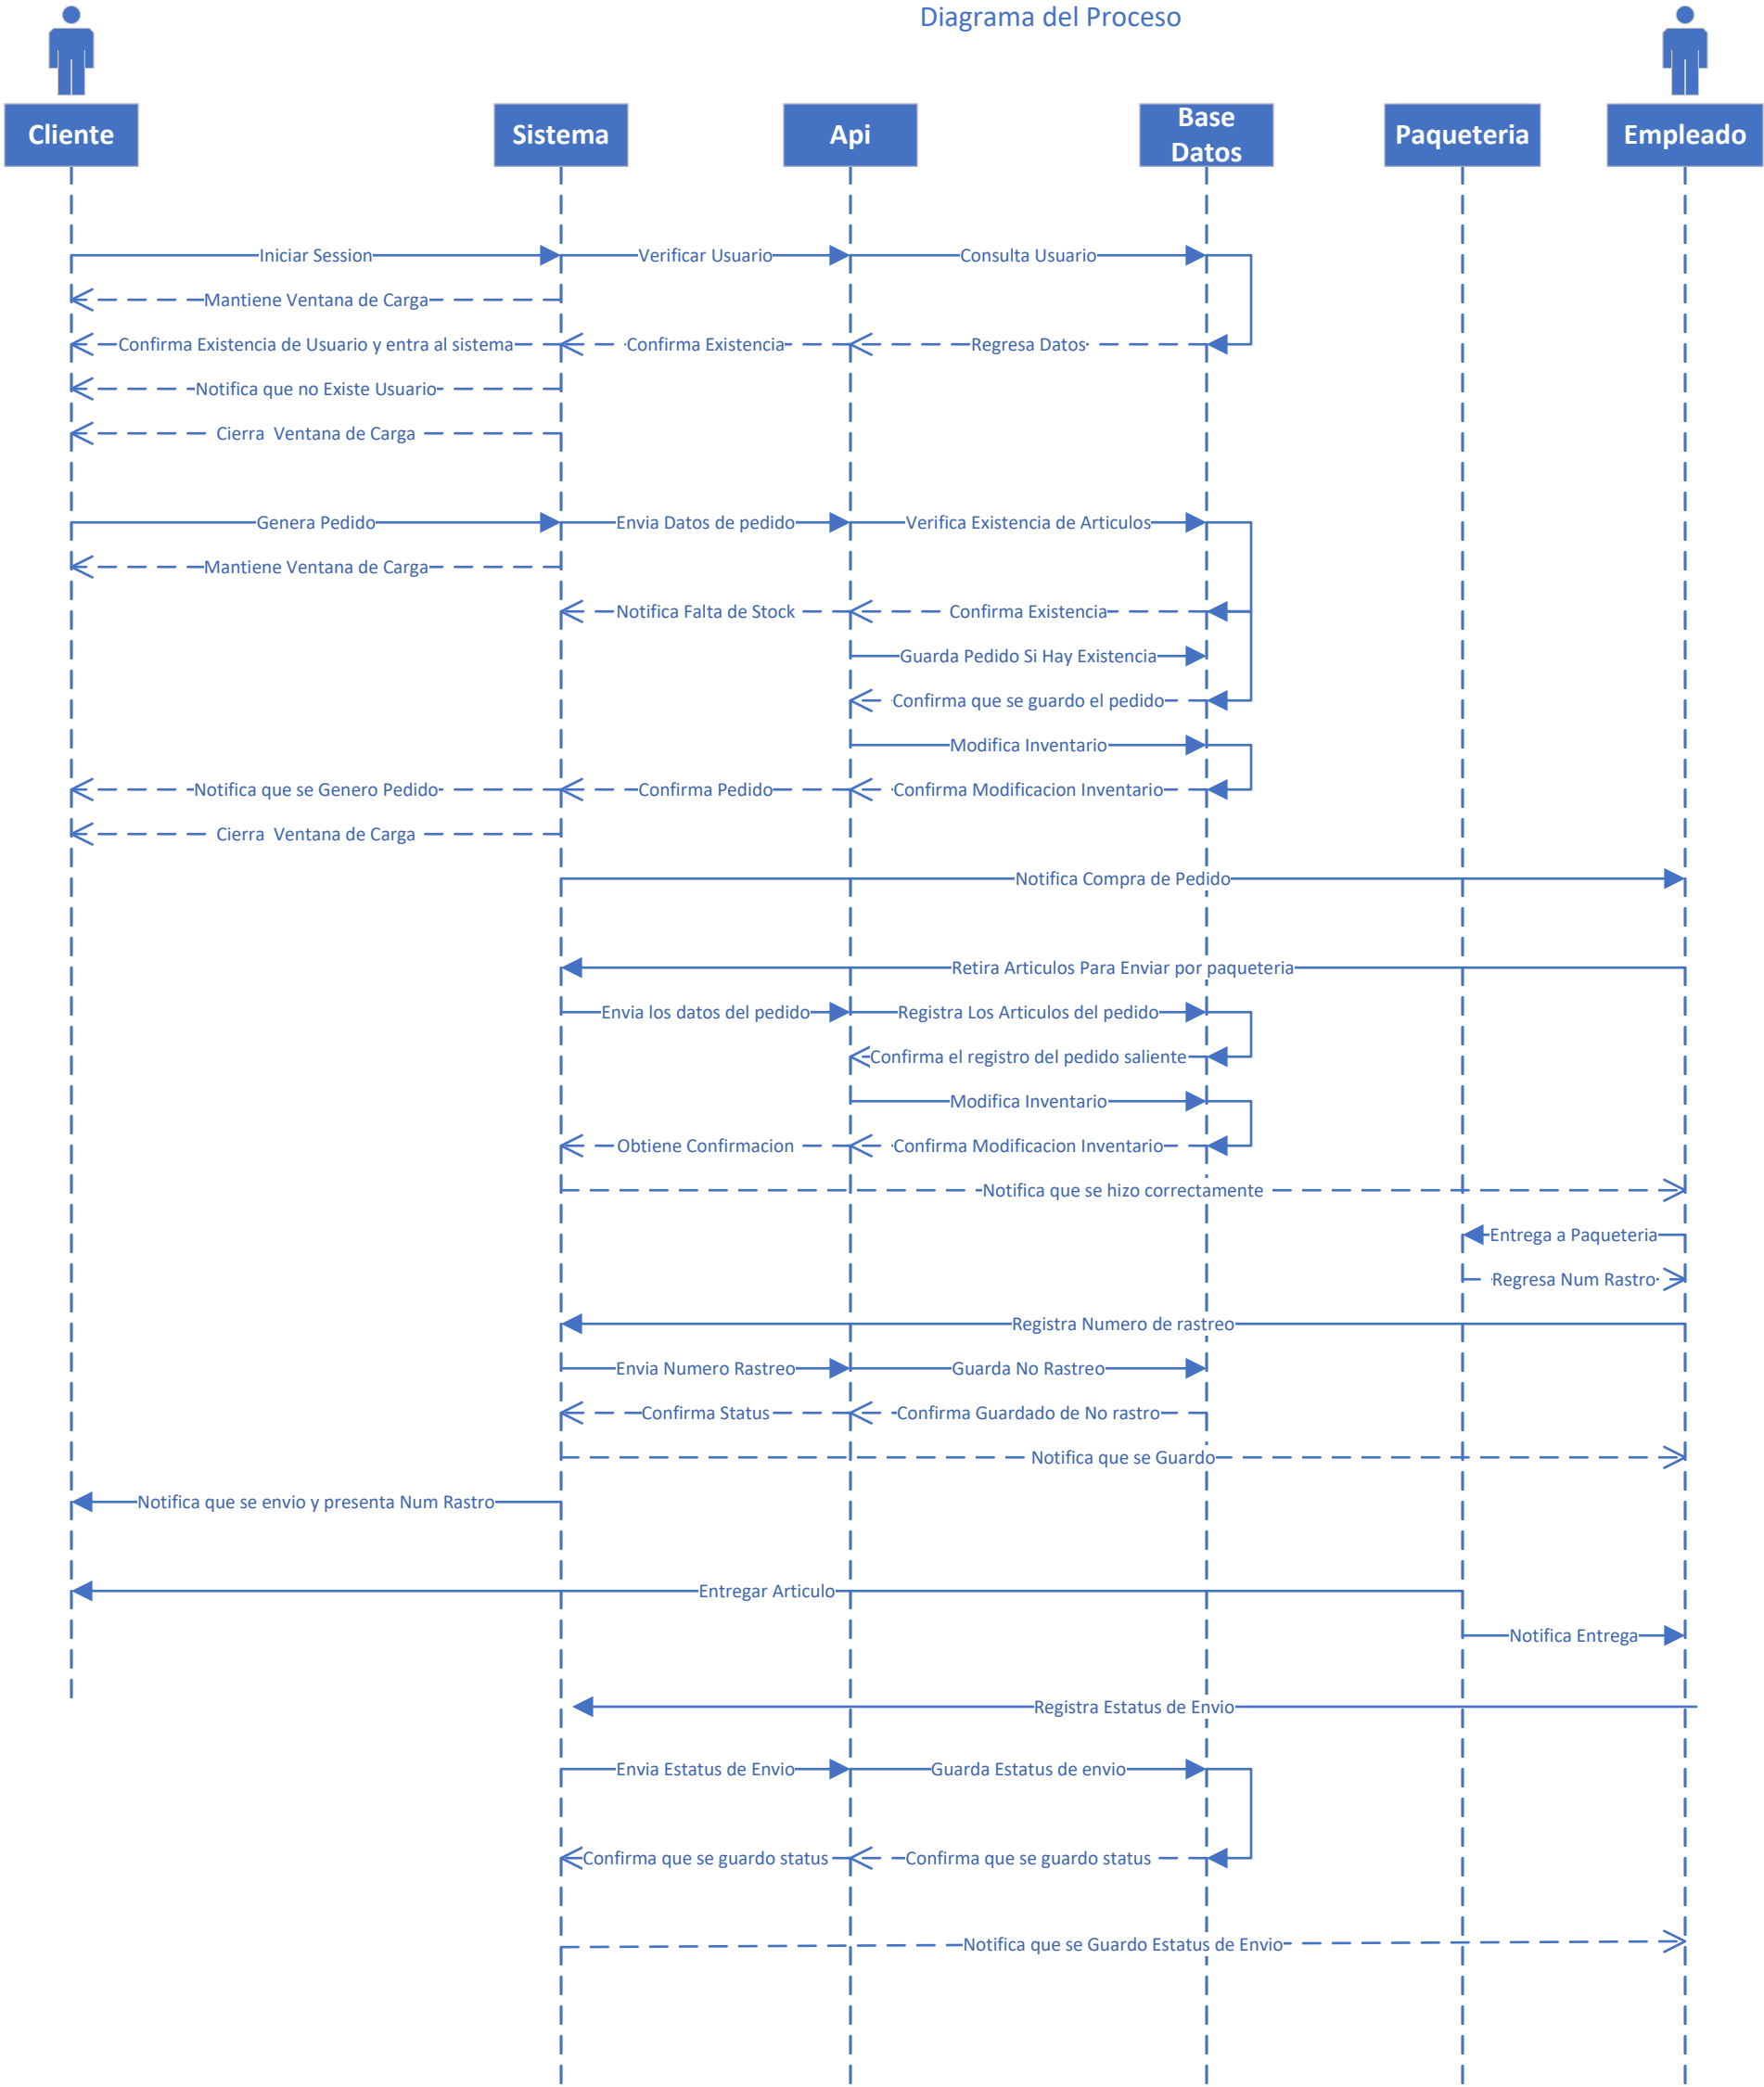 Diagrama del Proceso
Cliente
Sistema
Api
Base
Datos
Paqueteria
Empleado
Iniciar Session
Verificar Usuario
Consulta Usuario
Mantiene Ventana de Carga
Confirma Existencia de Usuario y entra al sistema
Confirma Existencia
Regresa Datos
Notifica que no Existe Usuario
Cierra Ventana de Carga
Genera Pedido
Envia Datos de pedido
Verifica Existencia de Articulos
Mantiene Ventana de Carga
Notifica Falta de Stock
Confirma Existencia
Guarda Pedido Si Hay Existencia
Confirma que se guardo el pedido
Modifica Inventario
Notifica que se Genero Pedido
Confirma Pedido
Confirma Modificacion Inventario
Cierra Ventana de Carga
Notifica Compra de Pedido
Retira Articulos Para Enviar por paqueteria
Envia los datos del pedido
Registra Los Articulos del pedido
Confirma el registro del pedido saliente
Modifica Inventario
Obtiene Confirmacion
Confirma Modificacion Inventario
Notifica que se hizo correctamente
Entrega a Paqueteria
Regresa Num Rastro
Registra Numero de rastreo
Envia Numero Rastreo
Guarda No Rastreo
Confirma Status
Confirma Guardado de No rastro
Notifica que se Guardo
Notifica que se envio y presenta Num Rastro
Entregar Articulo
Notifica Entrega
Registra Estatus de Envio
Envia Estatus de Envio
Guarda Estatus de envio
Confirma que se guardo status
Confirma que se guardo status
Notifica que se Guardo Estatus de Envio